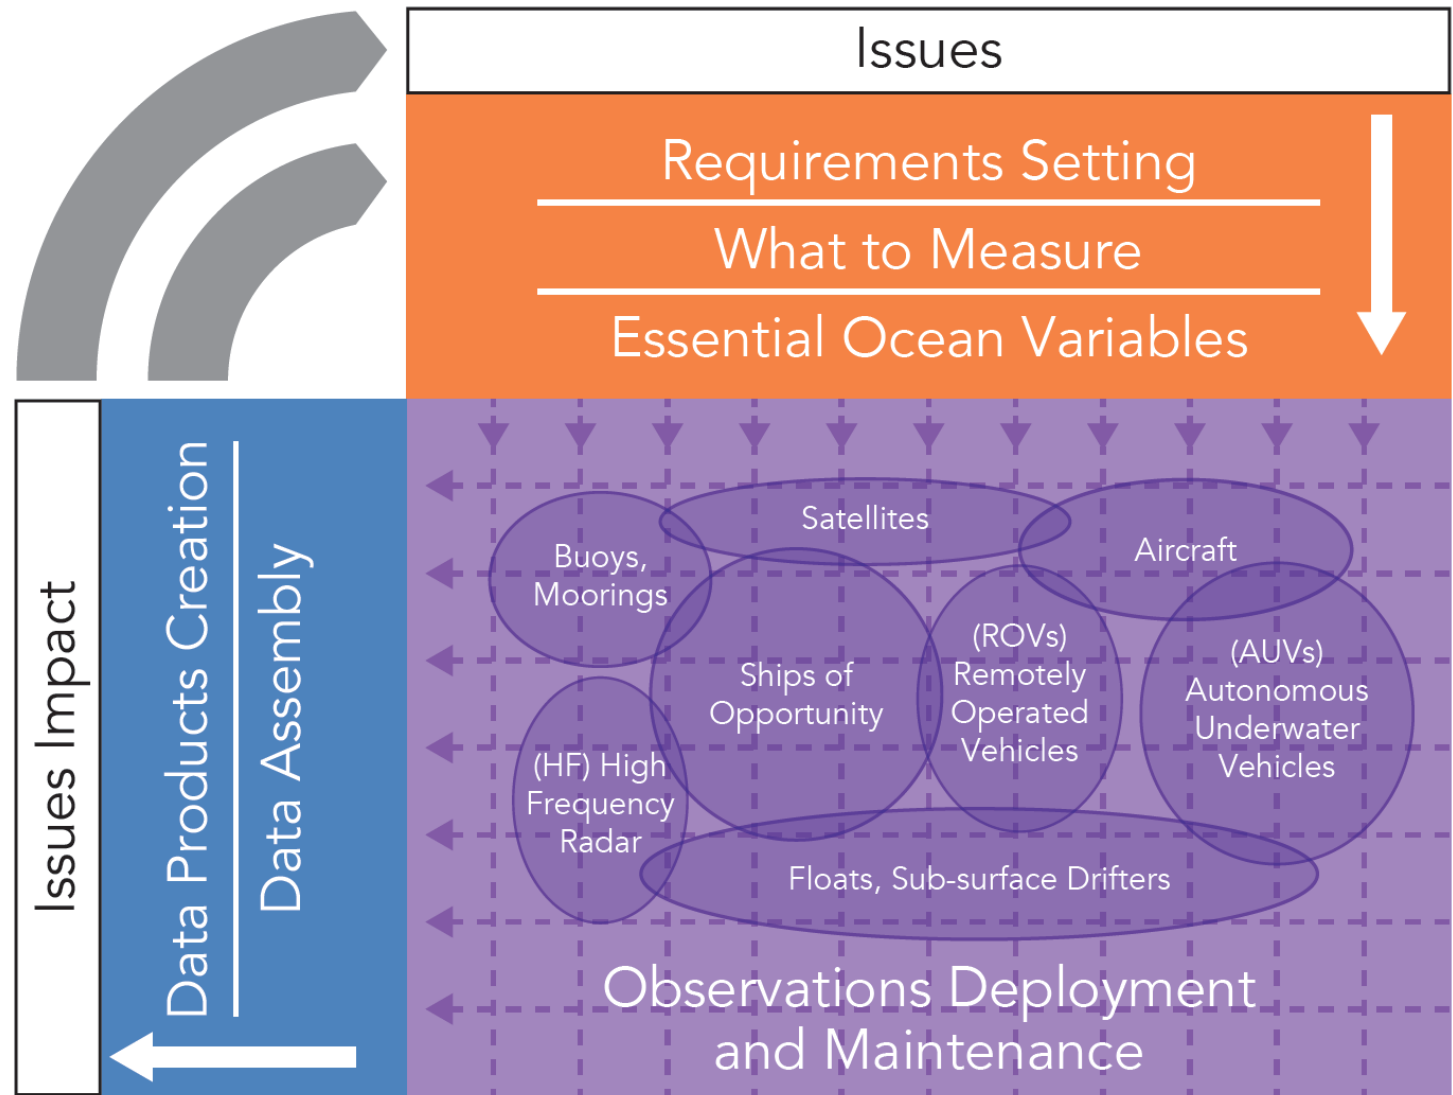 Issues
Requirements Setting
What to Measure
Essential Ocean Variables
Issues Impact
Data Products Creation
Data Assembly
Satellites
Buoys,
Moorings
Aircraft
Ships of
Opportunity
(ROVs)
Remotely
Operated
Vehicles
(AUVs)
Autonomous
Underwater
Vehicles
(HF) High
Frequency
Radar
Floats, Sub-surface Drifters
Observations Deployment
and Maintenance